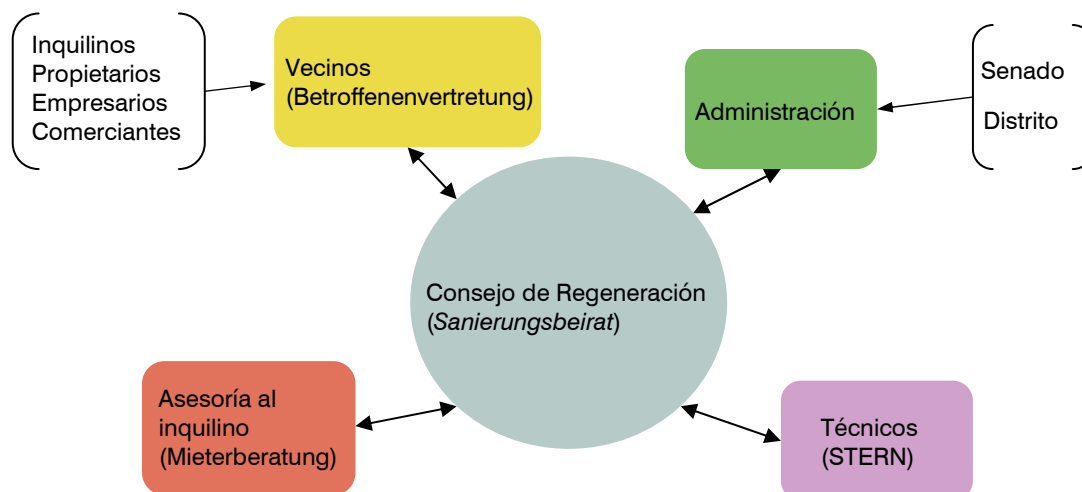 Inquilinos
Propietarios
Empresarios
Comerciantes
Vecinos
(Betroffenenvertretung)
Administración
Senado
Distrito
Consejo de Regeneración
(Sanierungsbeirat)
Asesoría al
inquilino
(Mieterberatung)
Técnicos
(STERN)